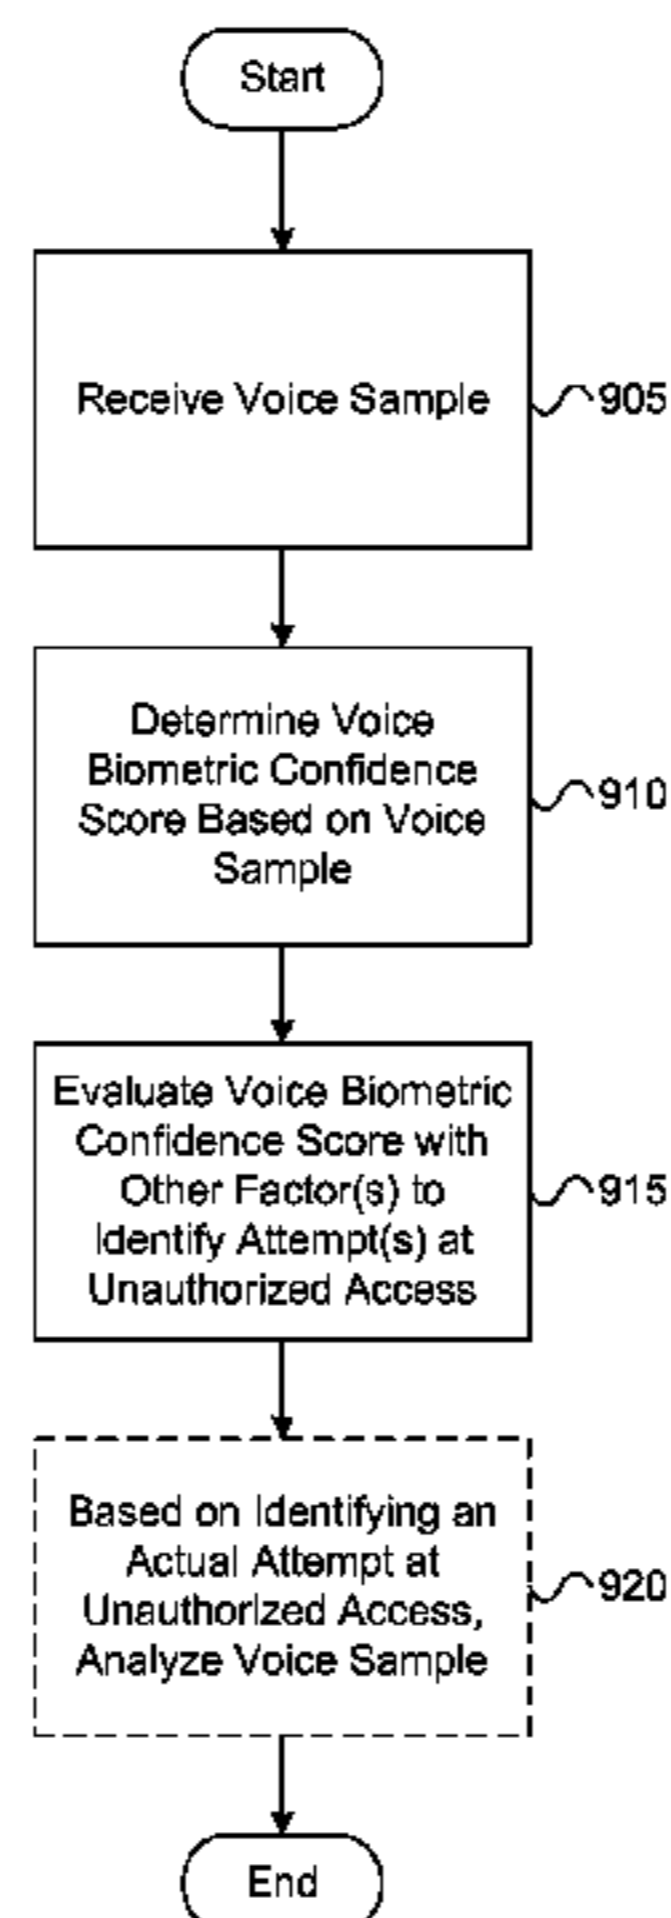 Start
Receive Voice Sample
905
Determine Voice
Biometric Confidence
Score Based on Voice
Sample
910
Evaluate Voice Biometric
Confidence Score with
Other Factor(s) to
Identify Attempt(s) at
Unauthorized Access
915
Based on Identifying an
Actual Attempt at
Unauthorized Access,
Analyze Voice Sample
920
End